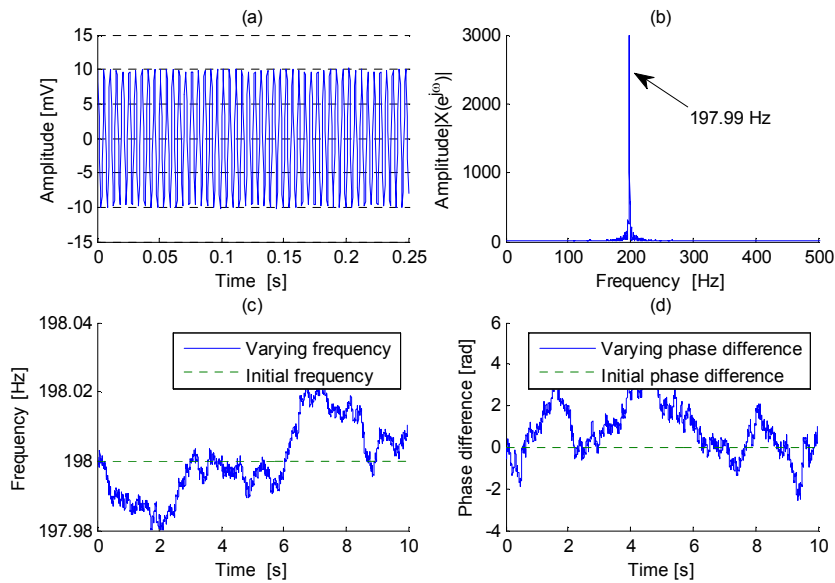 (a)
Amplitude [mV]
15
10
5
0
-5
-10
-15
0
0.05
0.1
0.15
0.2
0.25
Time [s]
(b)
Amplitude|X(e^jω)|
3000
2000
1000
0
197.99 Hz
0
100
200
300
400
500
Frequency [Hz]
(c)
Frequency [Hz]
198.04
198.02
198
197.98
Varying frequency
Initial frequency
0
2
4
6
8
10
Time [s]
(d)
Phase difference [rad]
6
4
2
0
-2
-4
Varying phase difference
Initial phase difference
0
2
4
6
8
10
Time [s]